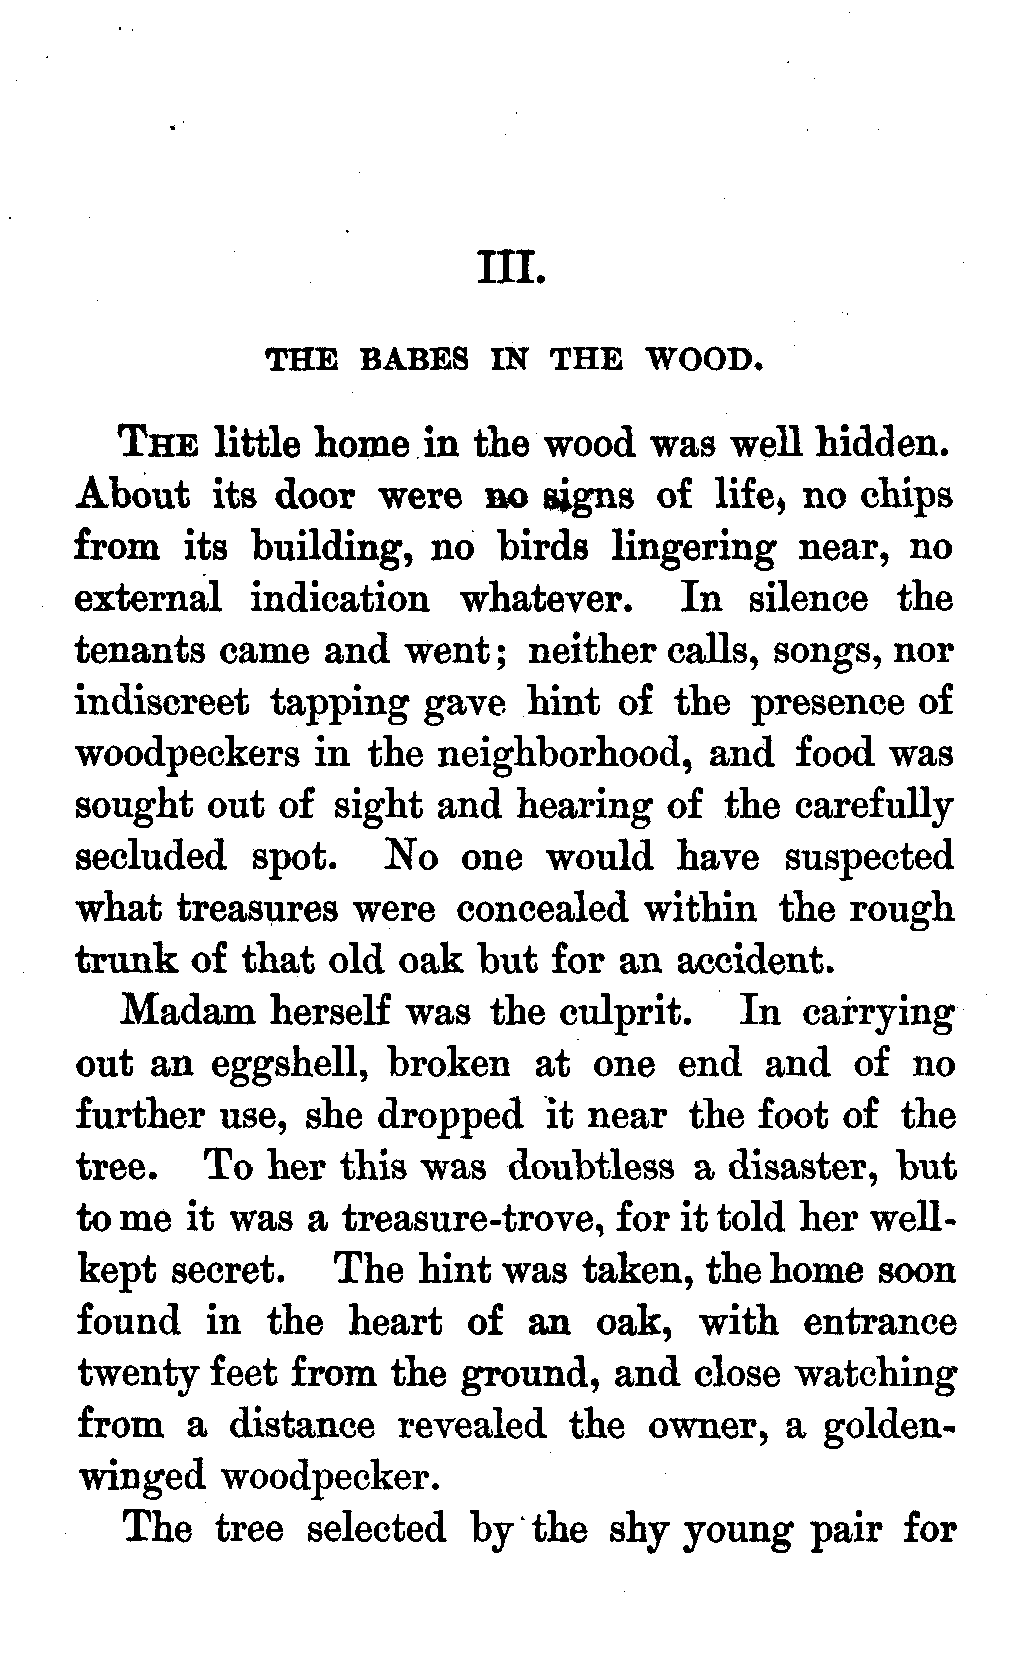 III.
THE BABES IN THE WOOD.
THE little home in the wood was well hidden.
About its door were no signs of life, no chips
from its building, no birds lingering near, no
external indication whatever. In silence the
tenants came and went; neither calls, songs, nor
indiscreet tapping gave hint of the presence of
woodpeckers in the neighborhood, and food was
sought out of sight and hearing of the carefully
secluded spot. No one would have suspected
what treasures were concealed within the rough
trunk of that old oak but for an accident.
Madam herself was the culprit. In carrying
out an eggshell, broken at one end and of no
further use, she dropped it near the foot of the
tree. To her this was doubtless a disaster, but
to me it was a treasure-trove, for it told her well-
kept secret. The hint was taken, the home soon
found in the heart of an oak, with entrance
twenty feet from the ground, and close watching
from a distance revealed the owner, a golden-
winged woodpecker.
The tree selected by the shy young pair for